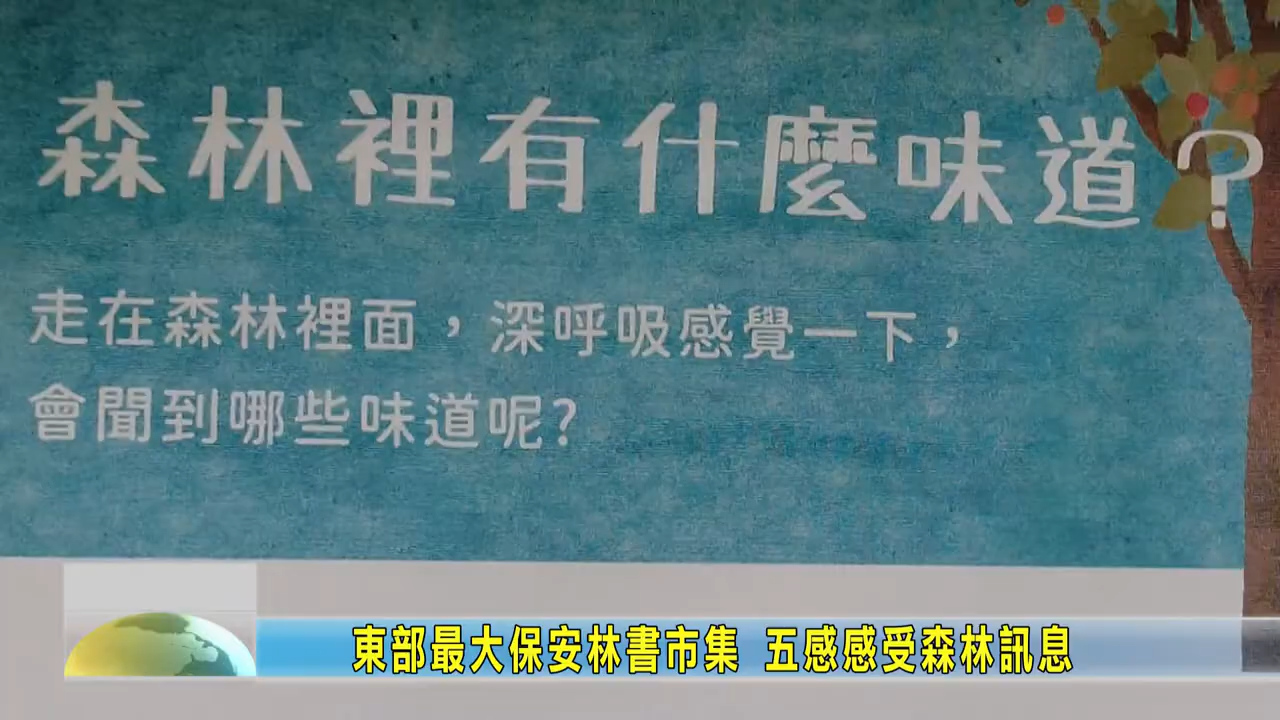 森林裡有什麼味道?
走在森林裡面，深呼吸感覺一下，
會聞到哪些味道呢?
東部最大保安林書市集 五感感受森林訊息